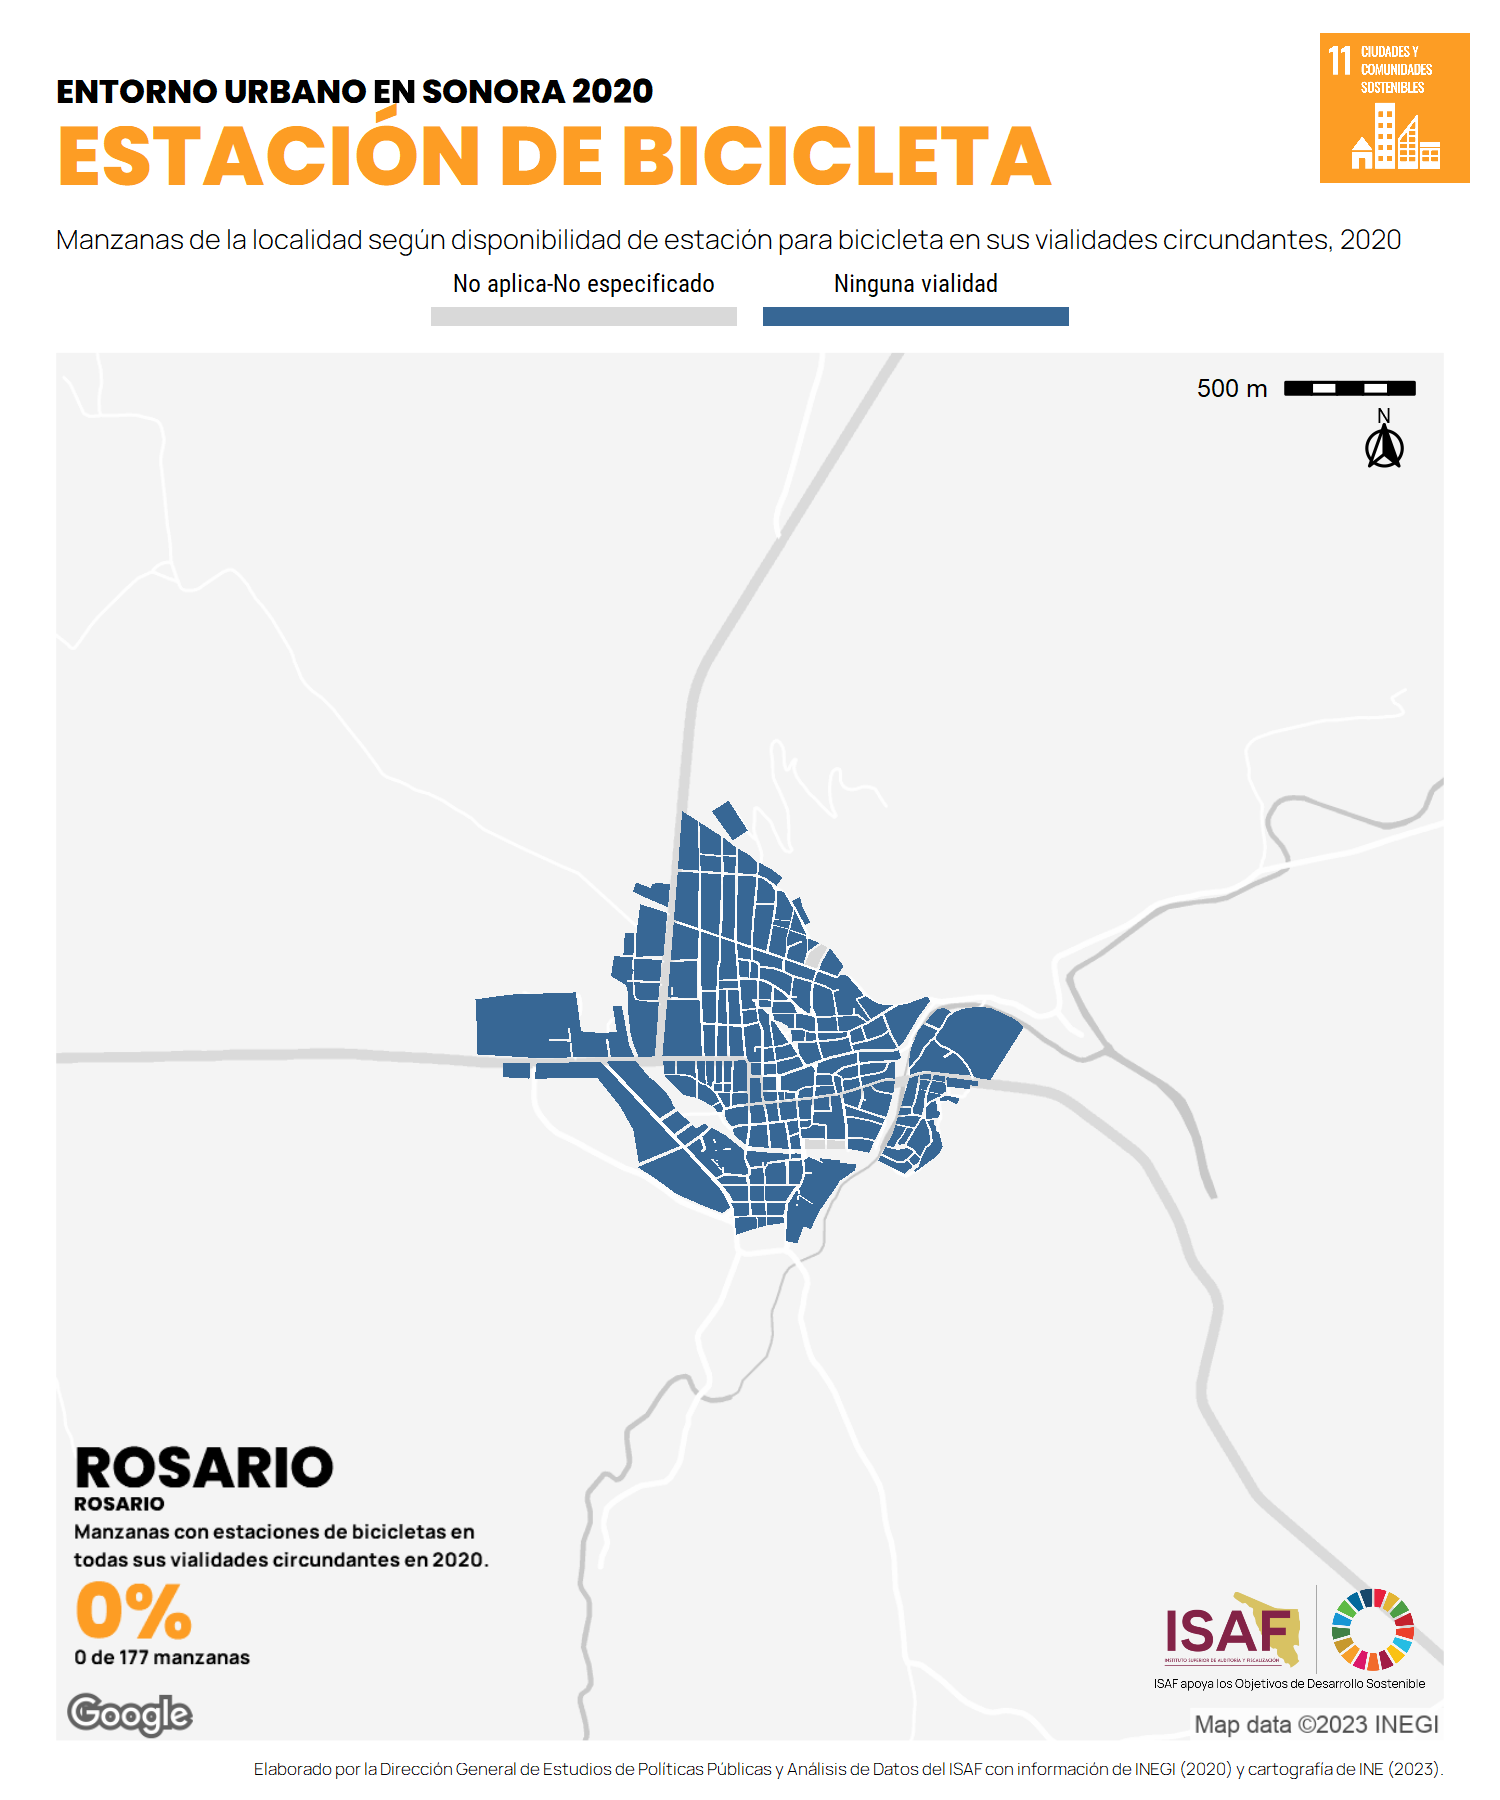 ENTORNO URBANO EN SONORA 2020
ESTACIÓN DE BICICLETA
11 CIUDADES Y
COMUNIDADES
SOSTENIBLES
Manzanas de la localidad según disponibilidad de estación para bicicleta en sus vialidades circundantes, 2020
No aplica-No especificado
Ninguna vialidad
500 m
N
ROSARIO
ROSARIO
Manzanas con estaciones de bicicletas en
todas sus vialidades circundantes en 2020.
0%
0 de 177 manzanas
Google
ISAF
INSTITUTO SUPERIOR DE AUDITORÍA Y FISCALIZACIÓN
ISAF apoya los Objetivos de Desarrollo Sostenible
Map data ©2023 INEGI
Elaborado por la Dirección General de Estudios de Políticas Públicas y Análisis de Datos del ISAF con información de INEGI (2020) y cartografía de INE (2023).